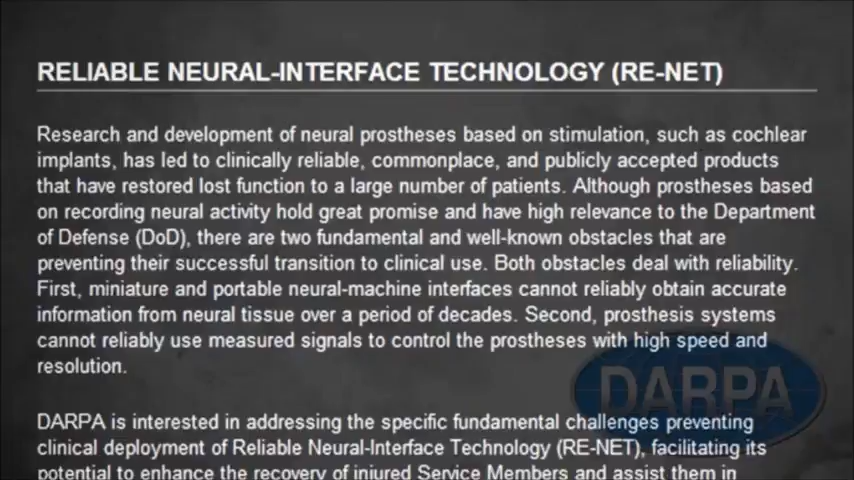 RELIABLE NEURAL-INTERFACE TECHNOLOGY (RE-NET)
Research and development of neural prostheses based on stimulation, such as cochlear
implants, has led to clinically reliable, commonplace, and publicly accepted products
that have restored lost function to a large number of patients. Although prostheses based
on recording neural activity hold great promise and have high relevance to the Department
of Defense (DoD), there are two fundamental and well-known obstacles that are
preventing their successful transition to clinical use. Both obstacles deal with reliability.
First, miniature and portable neural-machine interfaces cannot reliably obtain accurate
information from neural tissue over a period of decades. Second, prosthesis systems
cannot reliably use measured signals to control the prostheses with high speed and
resolution.
DARPA
DARPA is interested in addressing the specific fundamental challenges preventing
clinical deployment of Reliable Neural-Interface Technology (RE-NET), facilitating its
potential to enhance the recovery of injured Service Members and assist them in